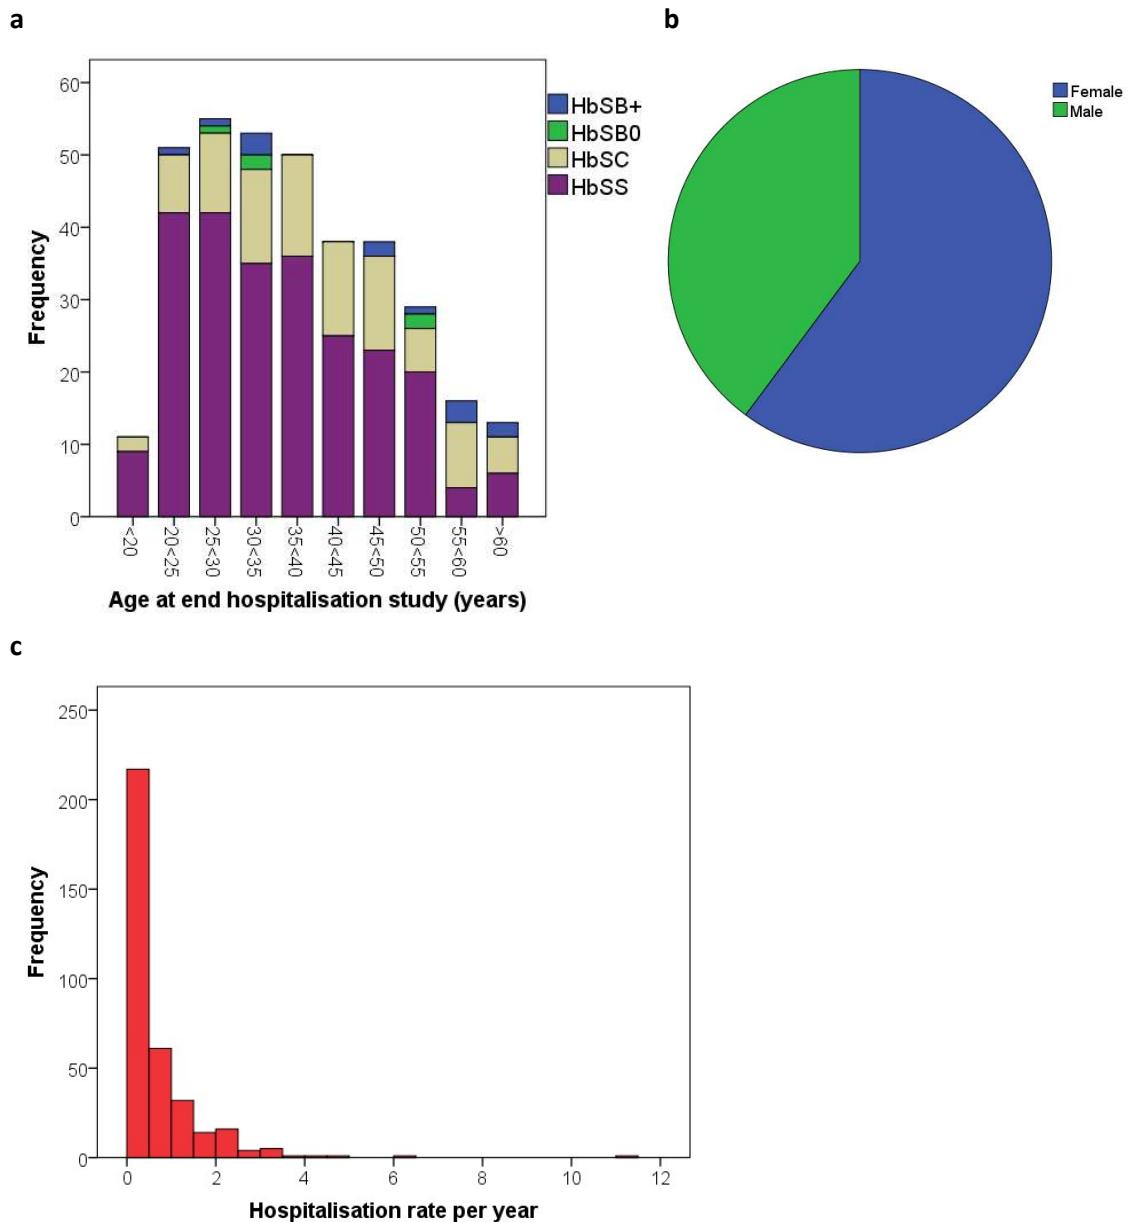 a
b
60
50
40
30
20
10
0
Frequency
HbSB+
HbSB0
HbSC
HbSS
<20
20<25
25<30
30<35
35<40
40<45
45<50
50<55
55<60
>60
Age at end hospitalisation study (years)
Female
Male
c
250
200
150
100
50
0
Frequency
0 2 4 6 8 10 12
Hospitalisation rate per year